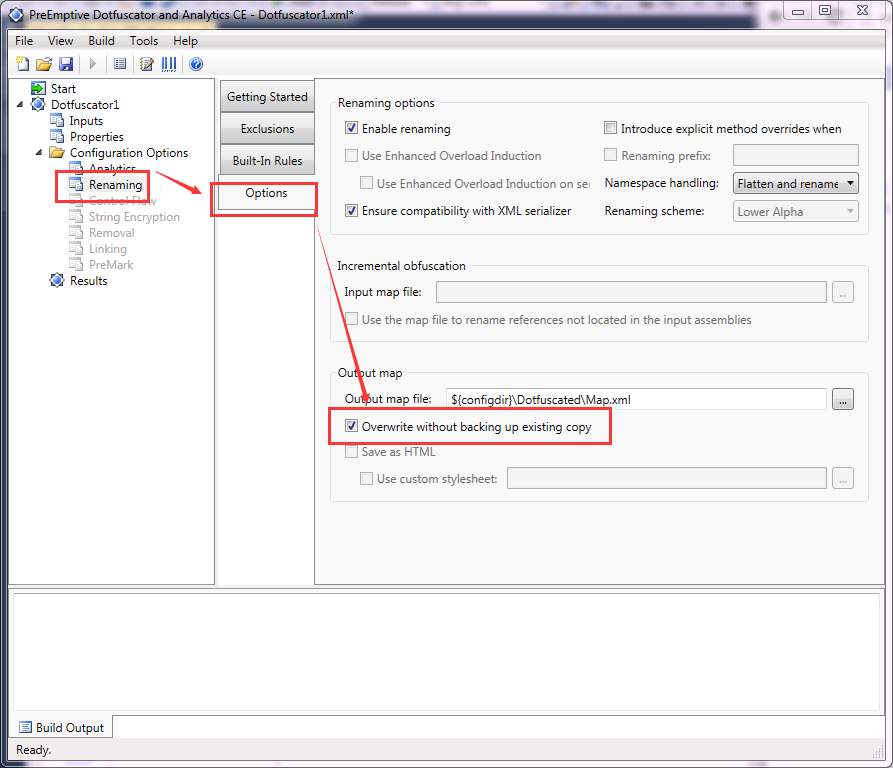 PreEmptive Dotfuscator and Analytics CE - Dotfuscator1.xml*
File View Build Tools Help
Start
Dotfuscator1
Inputs
Properties
Configuration Options
Analytics
Renaming
Control Flow
String Encryption
Removal
Linking
PreMark
Results
Getting Started
Exclusions
Built-In Rules
Options
Renaming options
Enable renaming
Introduce explicit method overrides when
Use Enhanced Overload Induction
Renaming prefix:
Use Enhanced Overload Induction on se
Namespace handling: Flatten and rename
Ensure compatibility with XML serializer
Renaming scheme: Lower Alpha
Incremental obfuscation
Input map file: ...
Use the map file to rename references not located in the input assemblies
Output map
Output map file: ${configdir}\Dotfuscated\Map.xml ...
Overwrite without backing up existing copy
Save as HTML
Use custom stylesheet: ...
Build Output
Ready.